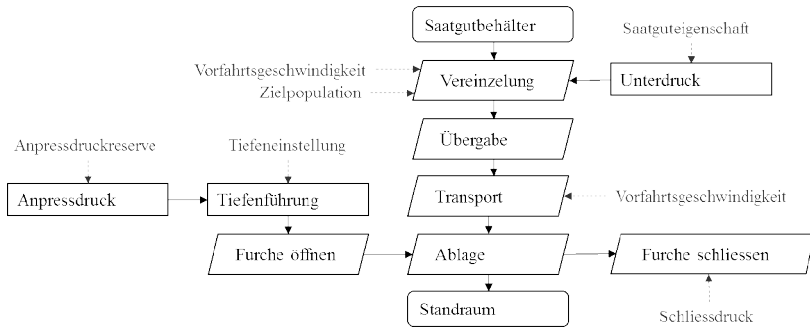 Saatgutbehälter
Saatguteigenschaft
Vorfahrtsgeschwindigkeit
Zielpopulation
Vereinzelung
Unterdruck
Übergabe
Anpressdruckreserve
Tiefeneinstellung
Anpressdruck
Tiefenführung
Transport
Vorfahrtsgeschwindigkeit
Furche öffnen
Ablage
Furche schliessen
Standraum
Schliessdruck